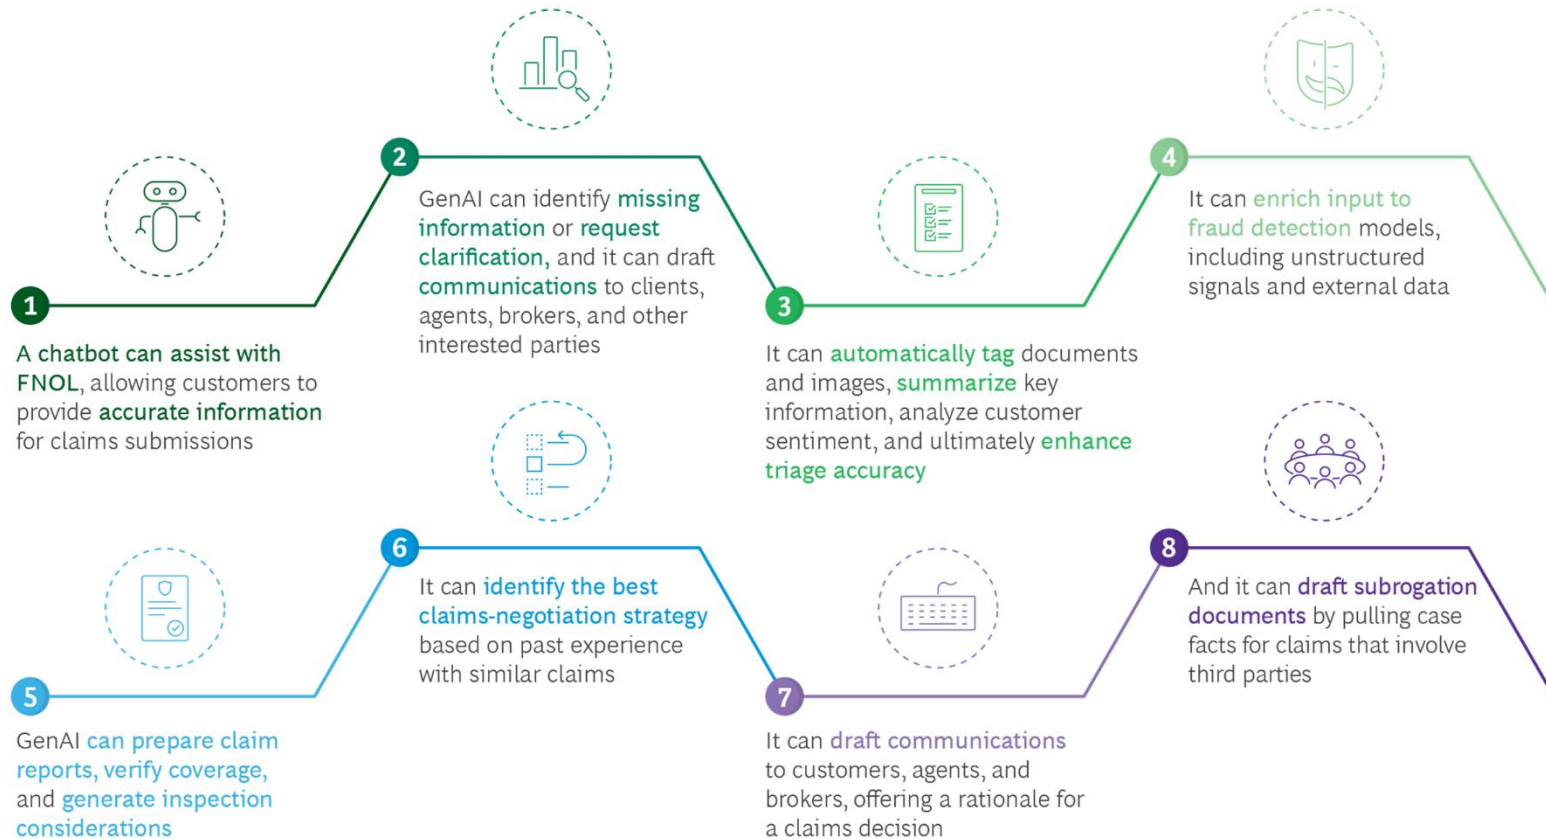 1
A chatbot can assist with
FNOL, allowing customers to
provide accurate information
for claims submissions
2
GenAI can identify missing
information or request
clarification, and it can draft
communications to clients,
agents, brokers, and other
interested parties
3
It can automatically tag documents
and images, summarize key
information, analyze customer
sentiment, and ultimately enhance
triage accuracy
4
It can enrich input to
fraud detection models,
including unstructured
signals and external data
5
GenAI can prepare claim
reports, verify coverage,
and generate inspection
considerations
6
It can identify the best
claims-negotiation strategy
based on past experience
with similar claims
7
It can draft communications
to customers, agents, and
brokers, offering a rationale for
a claims decision
8
And it can draft subrogation
documents by pulling case
facts for claims that involve
third parties